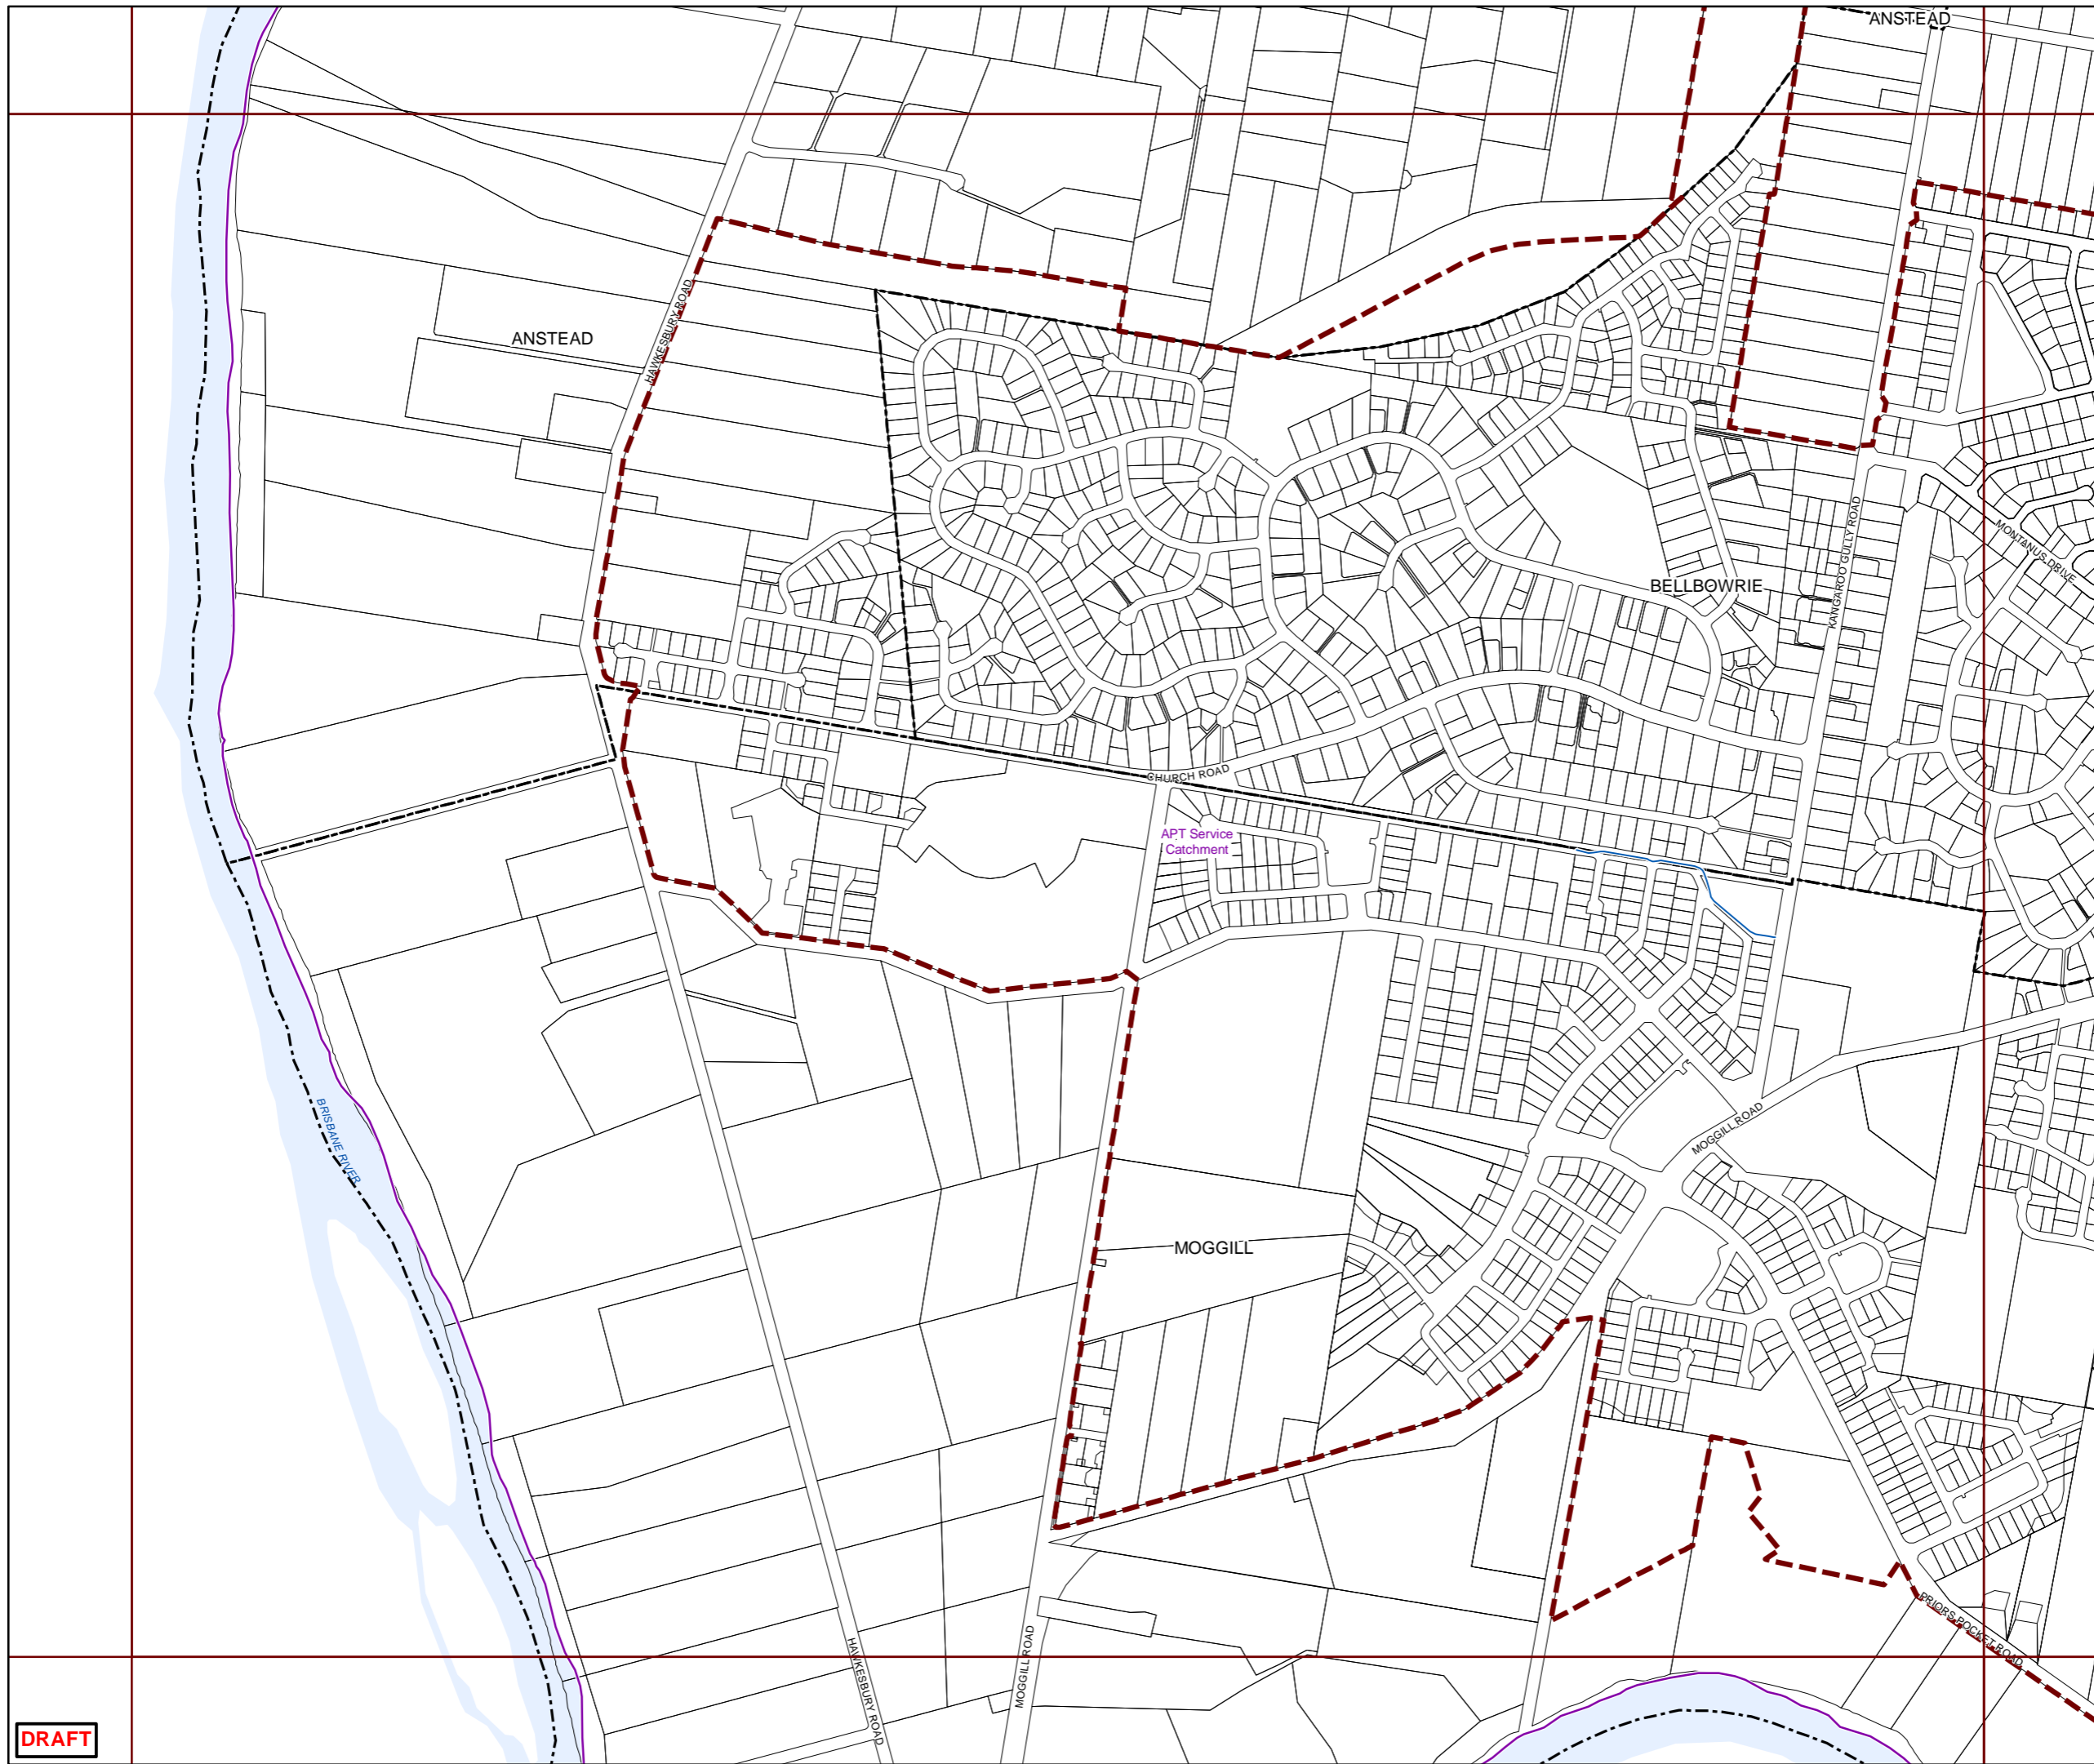 ANSTEAD
HAWKESBURY ROAD
ANSTEAD
MONTANUS DRIVE
KANGAROO GULLY ROAD
BELLBOWRIE
CHURCH ROAD
APT Service
Catchment
BRISBANE RIVER
MOGGILL ROAD
MOGGILL
PRIORS POCKET ROAD
HAWKESBURY ROAD
MOGGILL ROAD
DRAFT